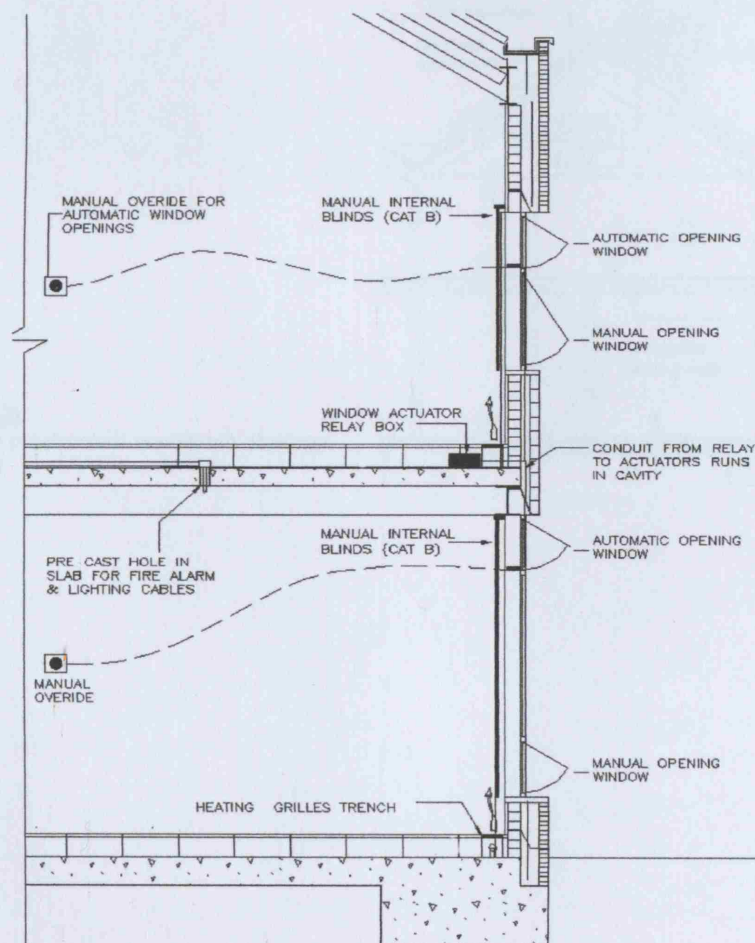 MANUAL OVERIDE FOR
AUTOMATIC WINDOW
OPENINGS
MANUAL INTERNAL
BLINDS (CAT B)
AUTOMATIC OPENING
WINDOW
MANUAL OPENING
WINDOW
WINDOW ACTUATOR
RELAY BOX
CONDUIT FROM RELAY
TO ACTUATORS RUNS
IN CAVITY
MANUAL INTERNAL
BLINDS (CAT B)
AUTOMATIC OPENING
WINDOW
PRE CAST HOLE IN
SLAB FOR FIRE ALARM
& LIGHTING CABLES
MANUAL
OVERIDE
MANUAL OPENING
WINDOW
HEATING GRILLES TRENCH